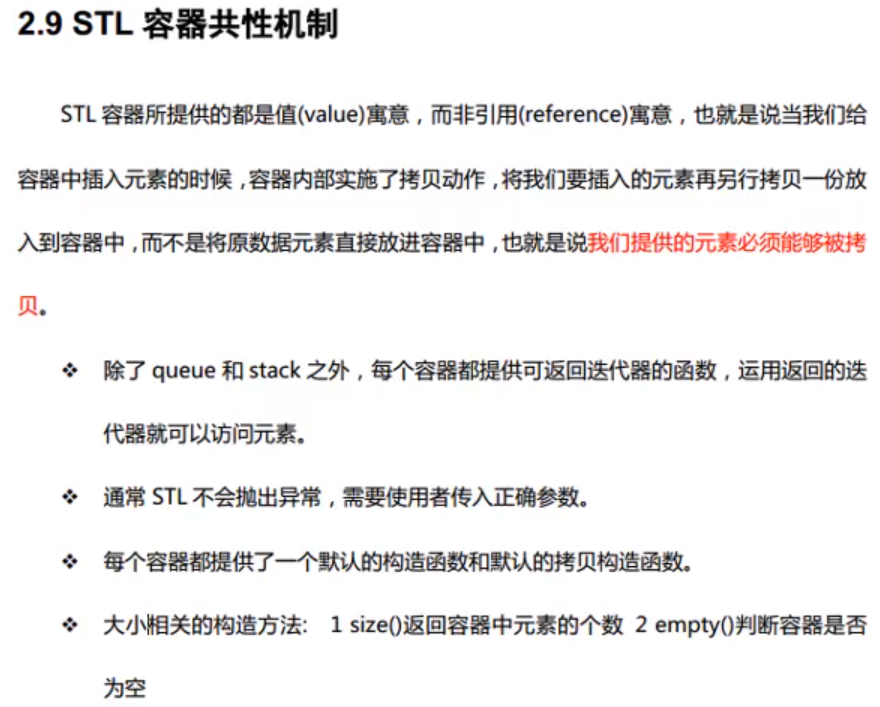 2.9 STL 容器共性机制
STL 容器所提供的都是值(value)寓意，而非引用(reference)寓意，也就是说当我们给
容器中插入元素的时候，容器内部实施了拷贝动作，将我们要插入的元素再另行拷贝一份放
入到容器中，而不是将原数据元素直接放进容器中，也就是说我们提供的元素必须能够被拷
贝。
❖ 除了 queue 和 stack 之外，每个容器都提供可返回迭代器的函数，运用返回的迭
代器就可以访问元素。
❖ 通常 STL 不会抛出异常，需要使用者传入正确参数。
❖ 每个容器都提供了一个默认的构造函数和默认的拷贝构造函数。
❖ 大小相关的构造方法: 1 size()返回容器中元素的个数 2 empty()判断容器是否
为空